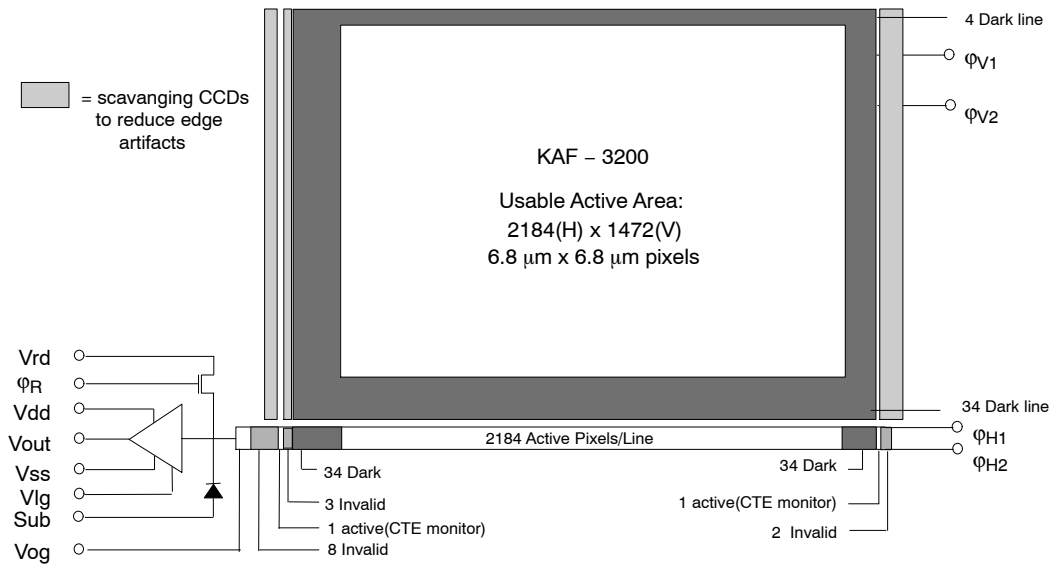 4 Dark line
φV1
= scavanging CCDs
to reduce edge
artifacts
φV2
KAF – 3200
Usable Active Area:
2184(H) x 1472(V)
6.8 μm x 6.8 μm pixels
Vrd
φR
Vdd
34 Dark line
Vout
2184 Active Pixels/Line
φH1
Vss
34 Dark
34 Dark
φH2
Vlg
3 Invalid
1 active(CTE monitor)
Sub
1 active(CTE monitor)
2 Invalid
Vog
8 Invalid